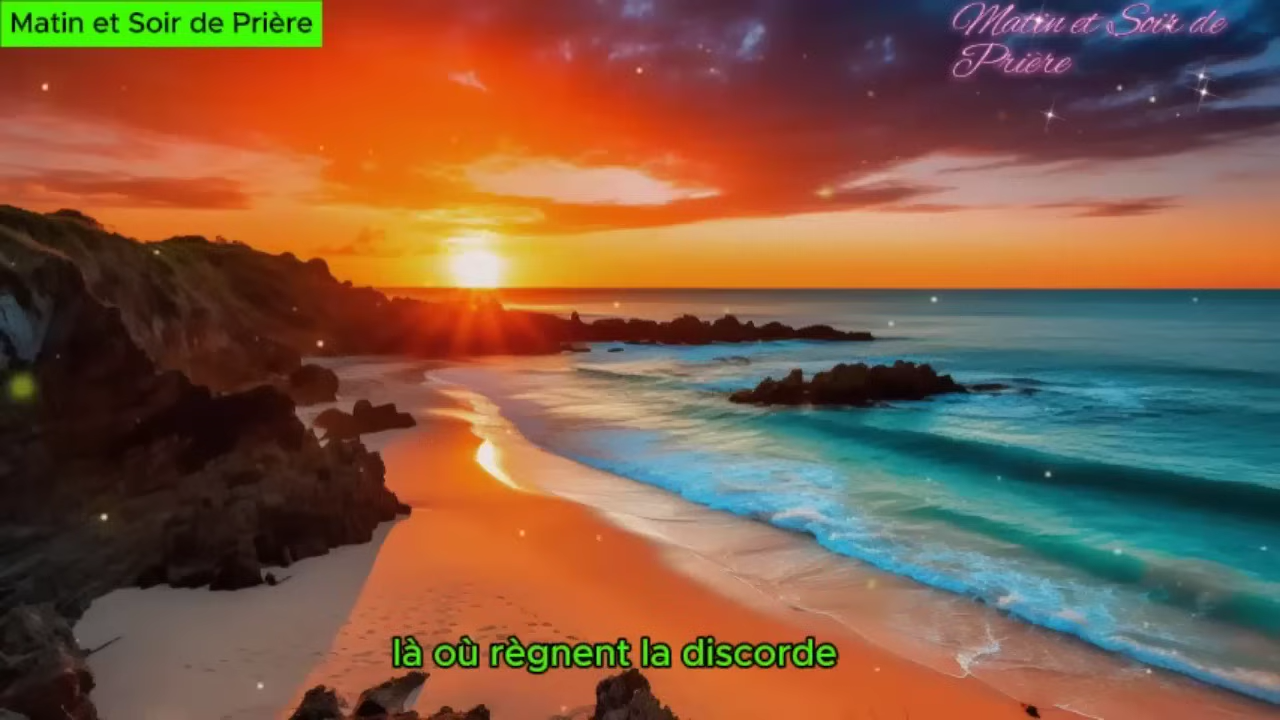 Matin et Soir de Prière
Matin et Soir de
Prière
là où règnent la discorde